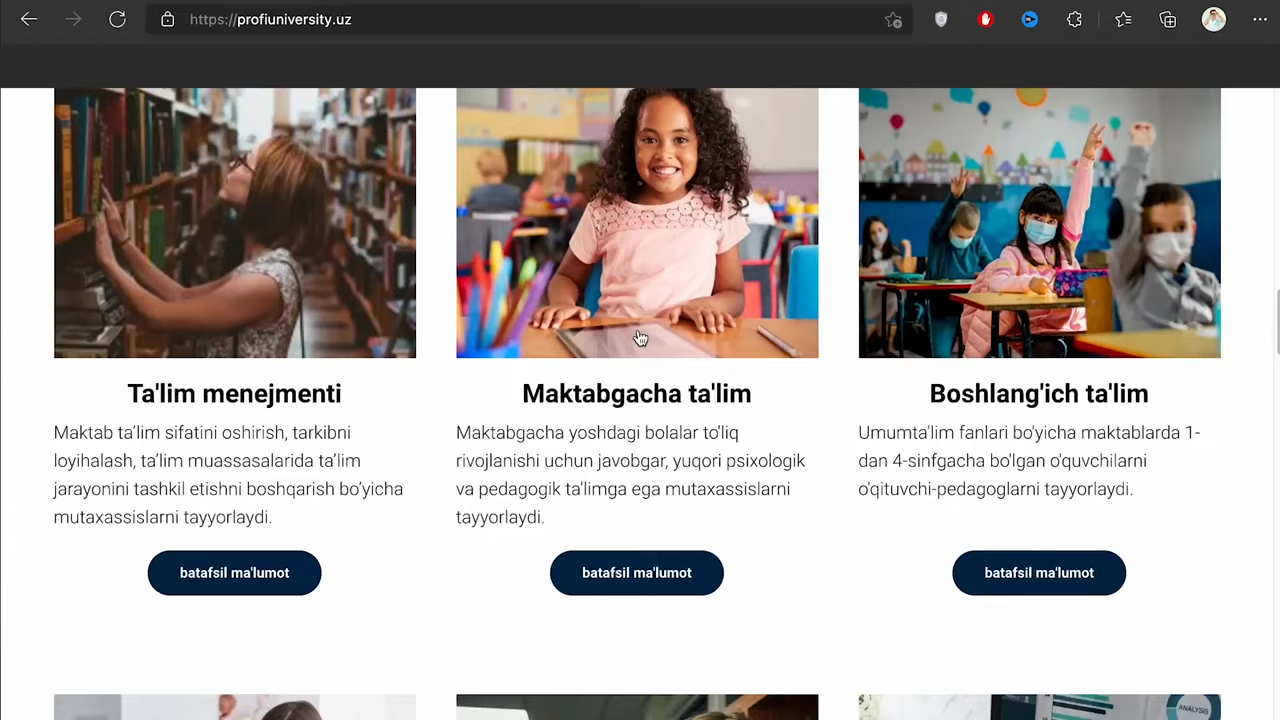 https://profiuniversity.uz
Ta'lim menejmenti
Maktab ta’lim sifatini oshirish, tarkibni
loyihalash, ta’lim muassasalarida ta’lim
jarayonini tashkil etishni boshqarish bo’yicha
mutaxassislarni tayyorlaydi.
batafsil ma'lumot
Maktabgacha ta'lim
Maktabgacha yoshdagi bolalar to'liq
rivojlanishi uchun javobgar, yuqori psixologik
va pedagogik ta'limga ega mutaxassislarni
tayyorlaydi.
batafsil ma'lumot
Boshlang'ich ta'lim
Umumta'lim fanlari bo'yicha maktablarda 1-
dan 4-sinfgacha bo'lgan o'quvchilarni
o'qituvchi-pedagoglarni tayyorlaydi.
batafsil ma'lumot
ANALYSIS